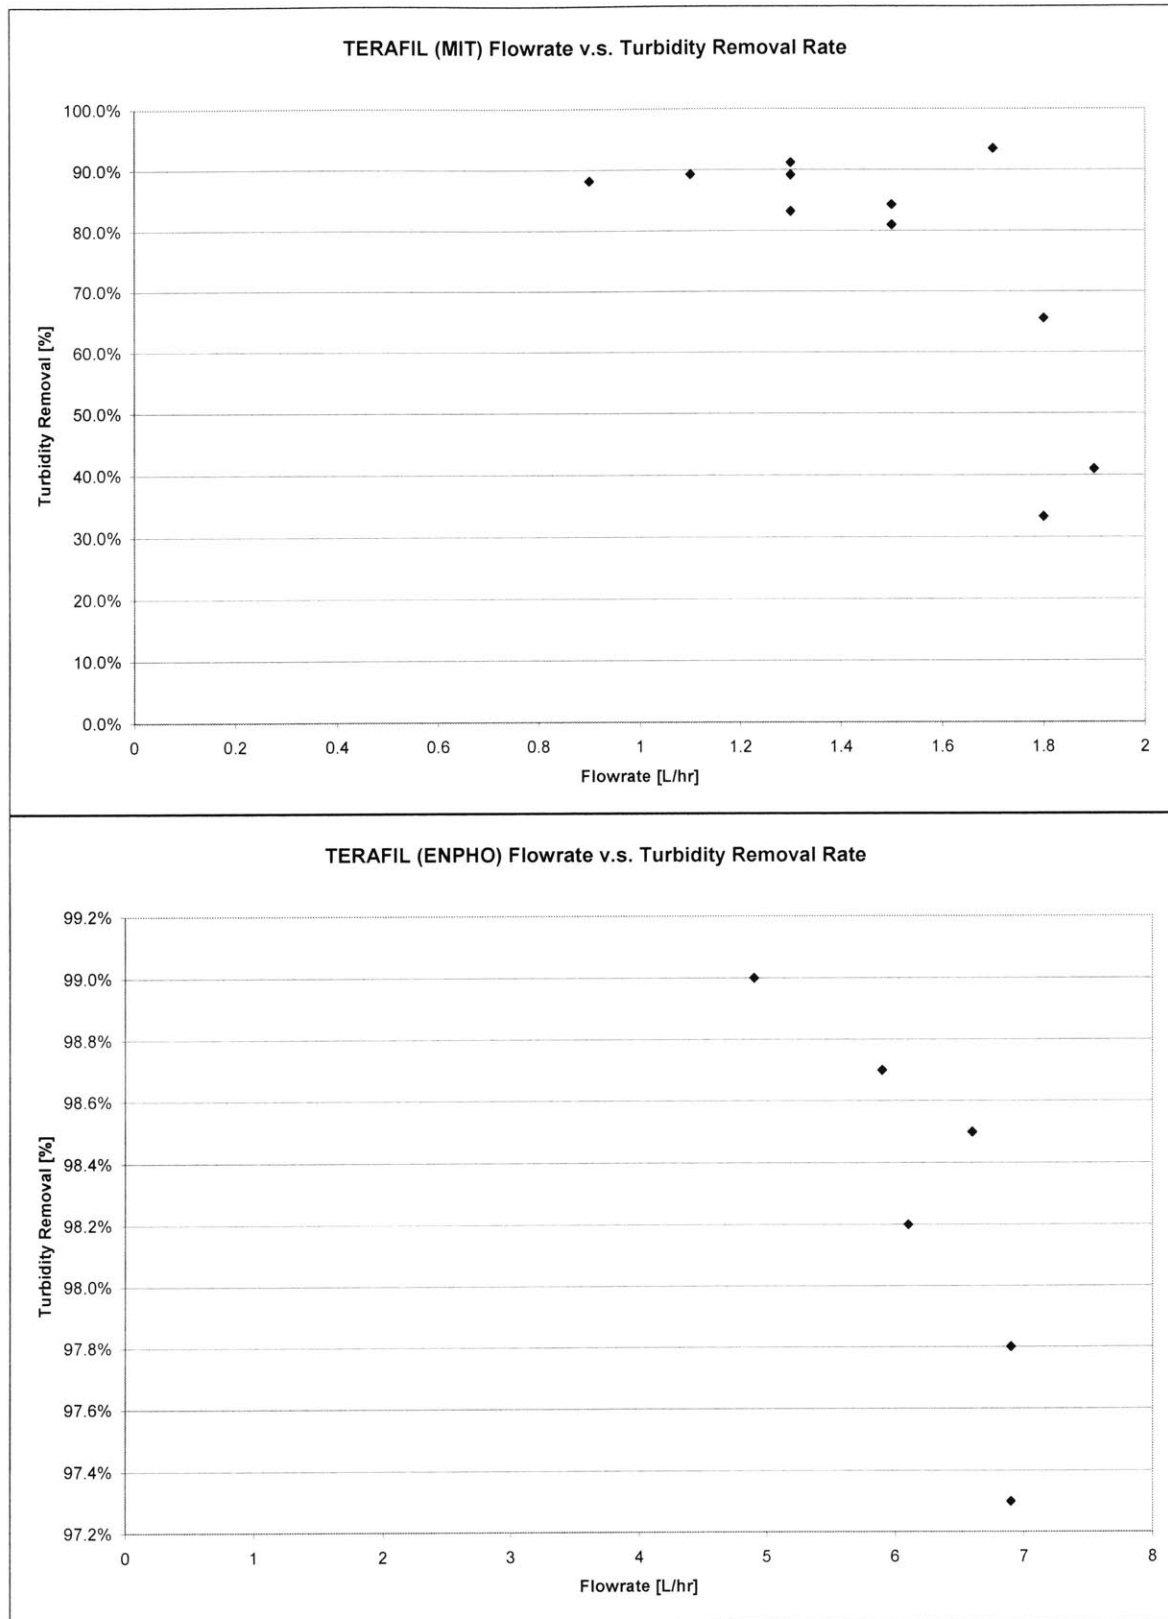 TERAFIL (MIT) Flowrate v.s. Turbidity Removal Rate
100.0%
90.0%
80.0%
70.0%
60.0%
50.0%
40.0%
30.0%
20.0%
10.0%
0.0%
Turbidity Removal [%]
0 0.2 0.4 0.6 0.8 1 1.2 1.4 1.6 1.8 2
Flowrate [L/hr]
TERAFIL (ENPHO) Flowrate v.s. Turbidity Removal Rate
99.2%
99.0%
98.8%
98.6%
98.4%
98.2%
98.0%
97.8%
97.6%
97.4%
97.2%
Turbidity Removal [%]
0 1 2 3 4 5 6 7 8
Flowrate [L/hr]